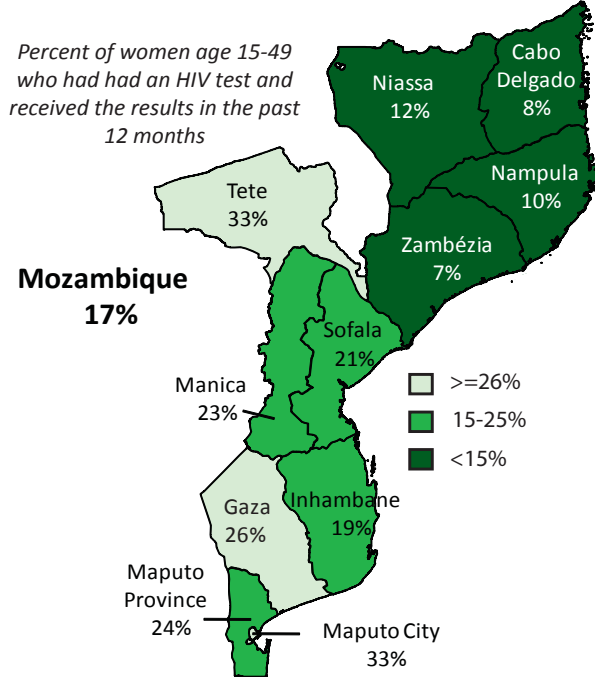 Percent of women age 15-49
who had had an HIV test and
received the results in the past
12 months
Cabo
Delgado
8%
Niassa
12%
Nampula
10%
Tete
33%
Zambézia
7%
Mozambique
17%
Sofala
21%
Manica
23%
>=26%
15-25%
<15%
Gaza
26%
Inhambane
19%
Maputo
Province
24%
Maputo City
33%